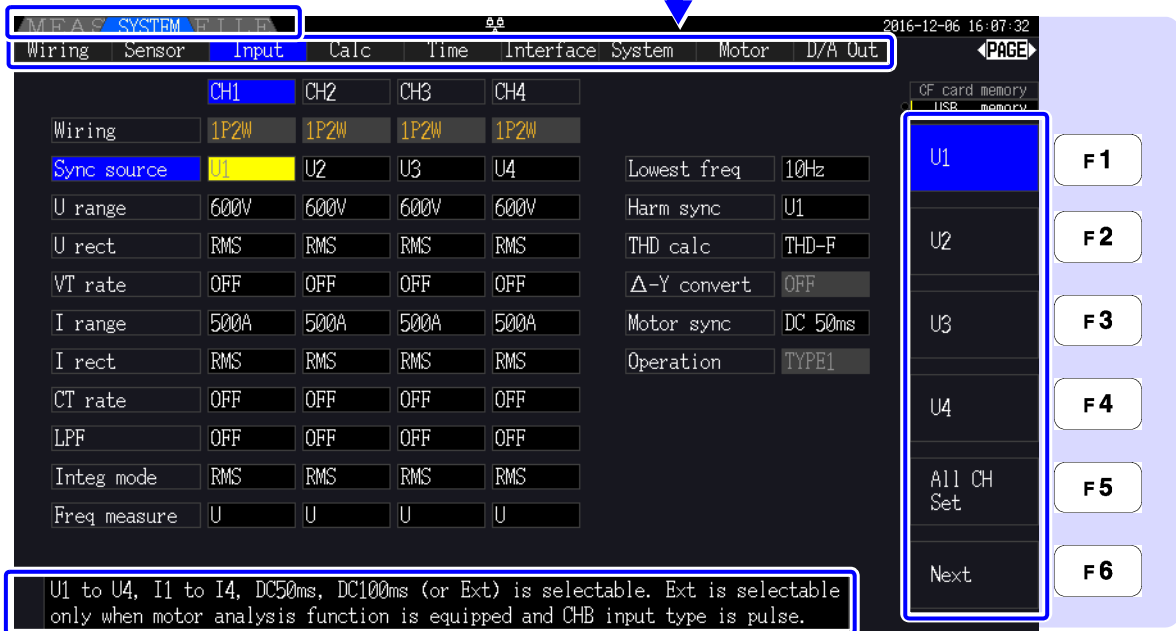 MEAS SYSTEM FILE 2016-12-06 16:07:32
Wiring Sensor Input Calc Time Interface System Motor D/A Out PAGE
CH1 CH2 CH3 CH4 CF card memory
USB memory
Wiring 1P2W 1P2W 1P2W 1P2W
Sync source U1 U2 U3 U4 Lowest freq 10Hz U1 F1
U range 600V 600V 600V 600V Harm sync U1
U rect RMS RMS RMS RMS THD calc THD-F U2 F2
VT rate OFF OFF OFF OFF Δ-Y convert OFF
I range 500A 500A 500A 500A Motor sync DC 50ms U3 F3
I rect RMS RMS RMS RMS Operation TYPE1
CT rate OFF OFF OFF OFF U4 F4
LPF OFF OFF OFF OFF
Integ mode RMS RMS RMS RMS All CH
Set F5
Freq measure U U U U
Next F6
U1 to U4, I1 to I4, DC50ms, DC100ms (or Ext) is selectable. Ext is selectable
only when motor analysis function is equipped and CHB input type is pulse.